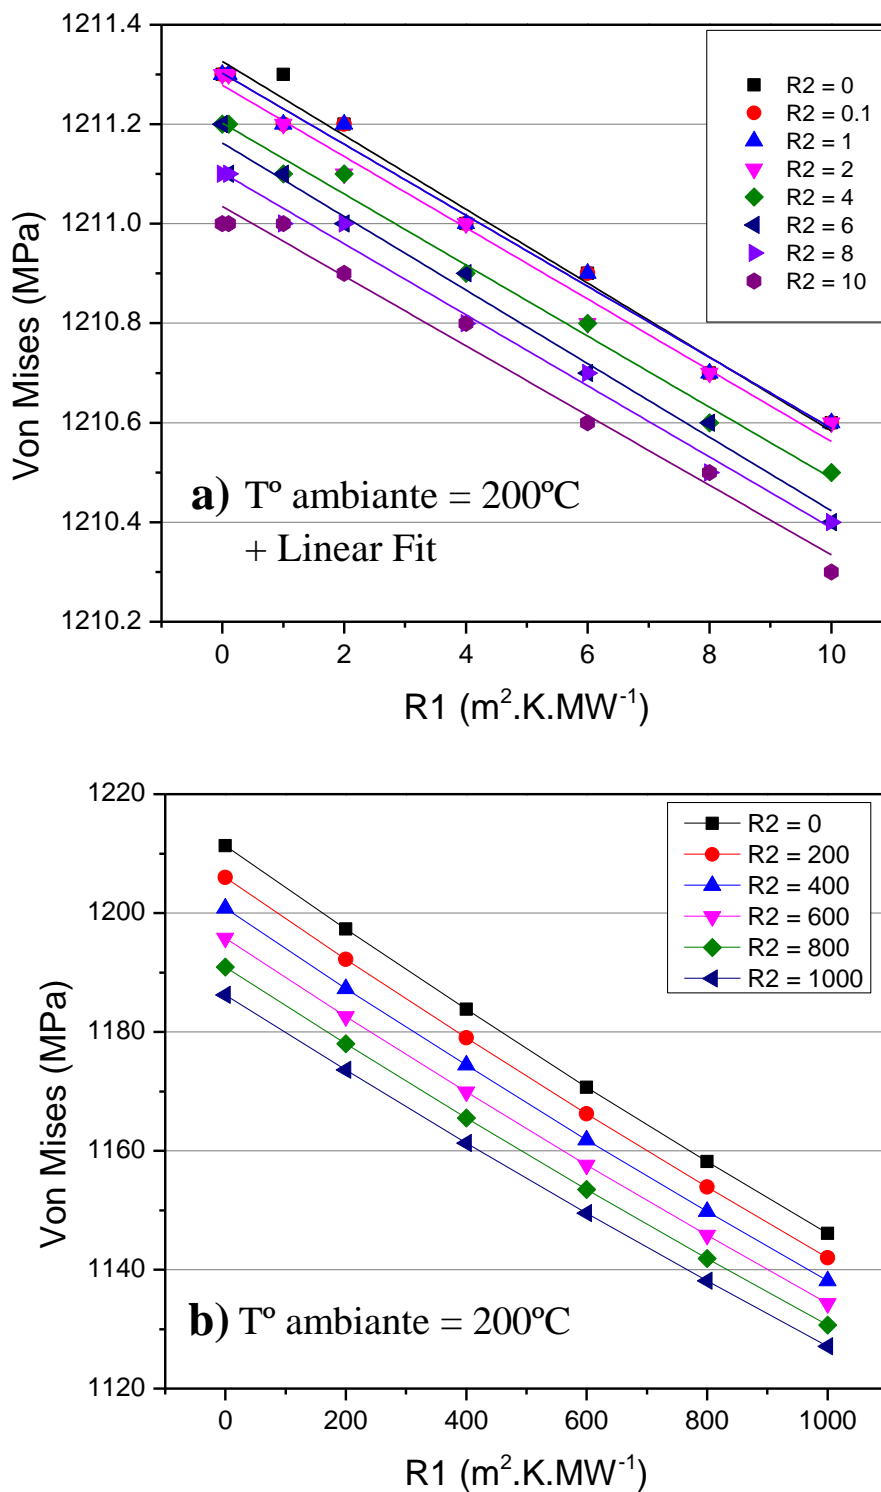 1211.4
1211.2
1211.0
1210.8
1210.6
1210.4
1210.2
Von Mises (MPa)
R2 = 0
R2 = 0.1
R2 = 1
R2 = 2
R2 = 4
R2 = 6
R2 = 8
R2 = 10
a) Tº ambiante = 200ºC
+ Linear Fit
0 2 4 6 8 10
R1 (m².K.MW⁻¹)
1220
1200
1180
1160
1140
1120
Von Mises (MPa)
R2 = 0
R2 = 200
R2 = 400
R2 = 600
R2 = 800
R2 = 1000
b) Tº ambiante = 200ºC
0 200 400 600 800 1000
R1 (m².K.MW⁻¹)